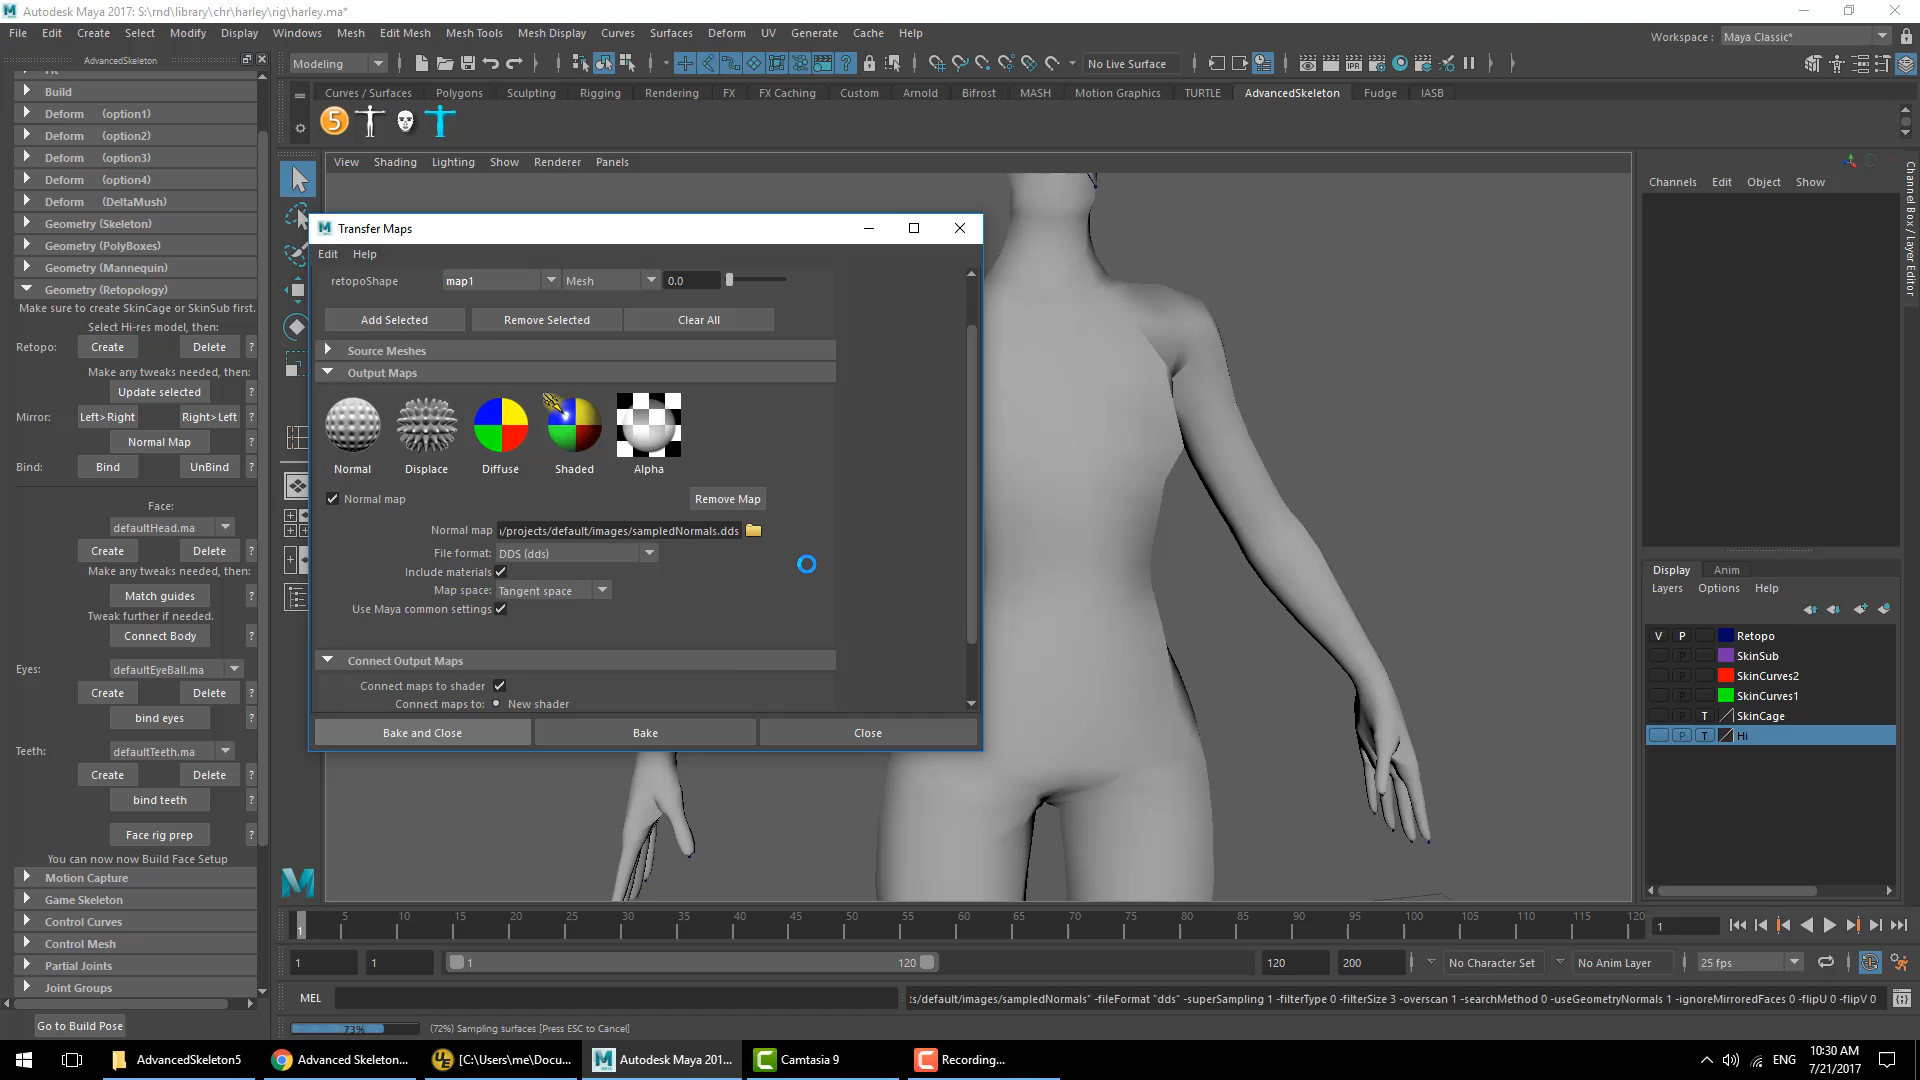 Autodesk Maya 2017: S:\rnd\library\chr\harley\rig\harley.ma*
File Edit Create Select Modify Display Windows Mesh Edit Mesh Mesh Tools Mesh Display Curves Surfaces Deform UV Generate Cache Help
Workspace : Maya Classic*
AdvancedSkeleton
Modeling
No Live Surface
Curves / Surfaces Polygons Sculpting Rigging Rendering FX FX Caching Custom Arnold Bifrost MASH Motion Graphics TURTLE AdvancedSkeleton Fudge IASB
5
View Shading Lighting Show Renderer Panels
Build
Deform (option1)
Deform (option2)
Deform (option3)
Deform (option4)
Deform (DeltaMush)
Geometry (Skeleton)
Geometry (PolyBoxes)
Geometry (Mannequin)
Geometry (Retopology)
Make sure to create SkinCage or SkinSub first.
Select Hi-res model, then:
Retopo: Create Delete ?
Make any tweaks needed, then:
Update selected ?
Mirror: Left>Right Right>Left
Normal Map ?
Bind: Bind UnBind ?
Face:
defaultHead.ma
Create Delete ?
Make any tweaks needed, then:
Match guides ?
Tweak further if needed.
Connect Body ?
Eyes: defaultEyeBall.ma
Create Delete ?
bind eyes ?
Teeth: defaultTeeth.ma
Create Delete ?
bind teeth ?
Face rig prep ?
You can now now Build Face Setup
Motion Capture
Game Skeleton
Control Curves
Control Mesh
Partial Joints
Joint Groups
Go to Build Pose
Transfer Maps
Edit Help
retopoShape map1 Mesh 0.0
Add Selected Remove Selected Clear All
Source Meshes
Output Maps
Normal Displace Diffuse Shaded Alpha
Normal map Remove Map
Normal map /projects/default/images/sampledNormals.dds
File format: DDS (dds)
Include materials
Map space: Tangent space
Use Maya common settings
Connect Output Maps
Connect maps to shader
Connect maps to: New shader
Bake and Close Bake Close
Channels Edit Object Show
Channel Box / Layer Editor
Display Anim
Layers Options Help
V P Retopo
P SkinSub
P SkinCurves2
P SkinCurves1
T SkinCage
P T Hi
1 5 10 15 20 25 30 35 40 45 50 55 60 65 70 75 80 85 90 95 100 105 110 115 120
1
1 1 1 120 120 200 No Character Set No Anim Layer 25 fps
MEL
:s/default/images/sampledNormals" -fileFormat "dds" -superSampling 1 -filterType 0 -filterSize 3 -overscan 1 -searchMethod 0 -useGeometryNormals 1 -ignoreMirroredFaces 0 -flipU 0 -flipV 0
73% (72%) Sampling surfaces [Press ESC to Cancel]
AdvancedSkeleton5
Advanced Skeleton...
[C:\Users\me\Docu...
Autodesk Maya 201...
Camtasia 9
Recording...
ENG
10:30 AM
7/21/2017